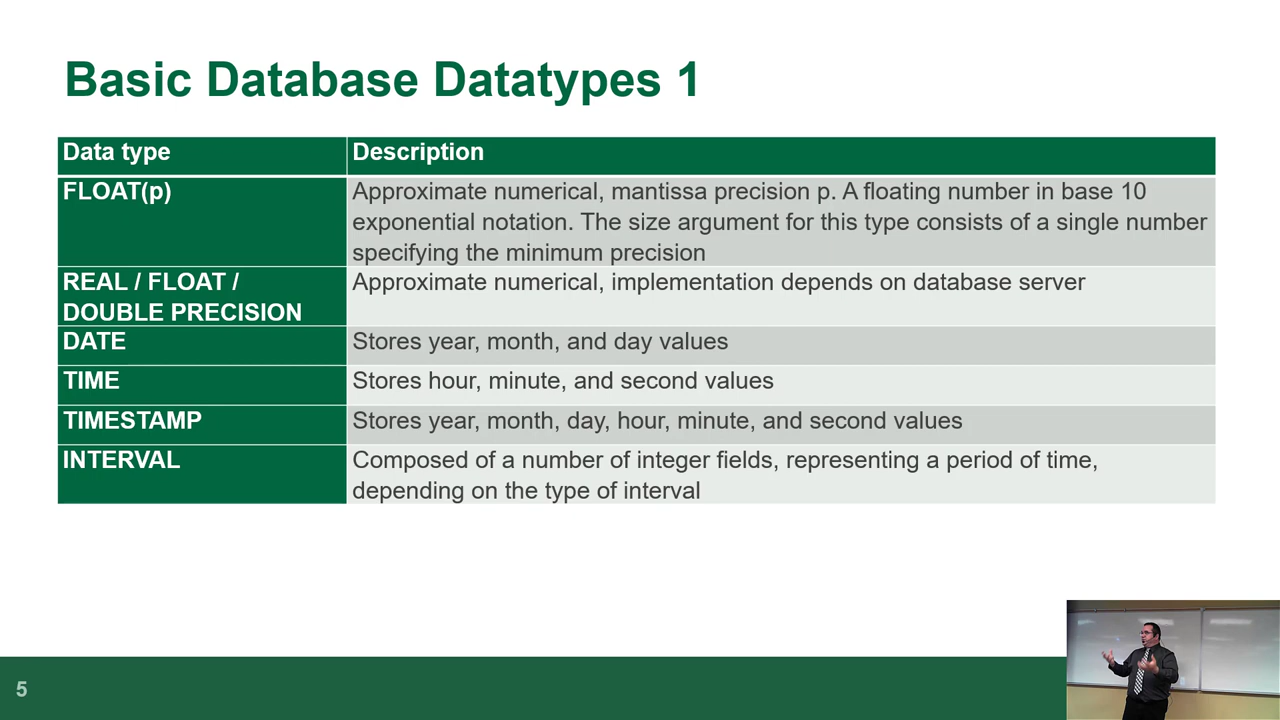 Basic Database Datatypes 1
Data type
Description
FLOAT(p)
Approximate numerical, mantissa precision p. A floating number in base 10
exponential notation. The size argument for this type consists of a single number
specifying the minimum precision
REAL / FLOAT /
DOUBLE PRECISION
Approximate numerical, implementation depends on database server
DATE
Stores year, month, and day values
TIME
Stores hour, minute, and second values
TIMESTAMP
Stores year, month, day, hour, minute, and second values
INTERVAL
Composed of a number of integer fields, representing a period of time,
depending on the type of interval
5